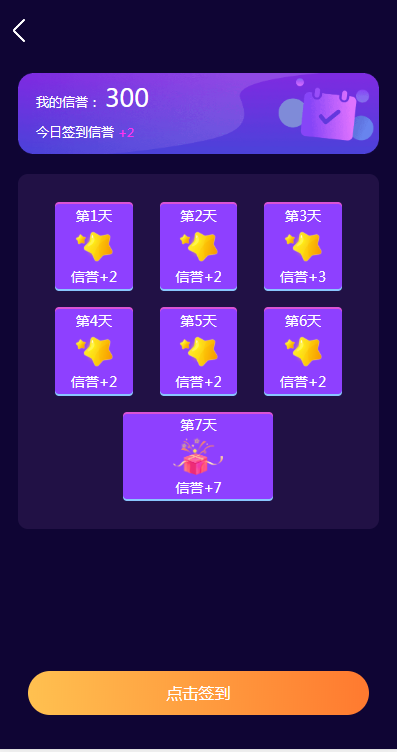 我的信誉： 300
今日签到信誉 +2
第1天 第2天 第3天
信誉+2 信誉+2 信誉+3
第4天 第5天 第6天
信誉+2 信誉+2 信誉+2
第7天
信誉+7
点击签到